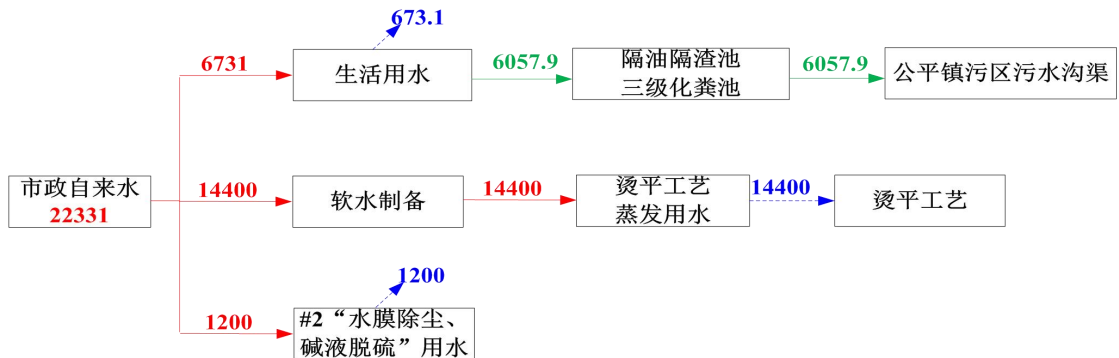 673.1
6731
生活用水
6057.9
隔油隔渣池
三级化粪池
6057.9
公平镇污区污水沟渠
市政自来水
22331
14400
软水制备
14400
烫平工艺
蒸发用水
14400
烫平工艺
1200
1200
#2“水膜除尘、
碱液脱硫”用水